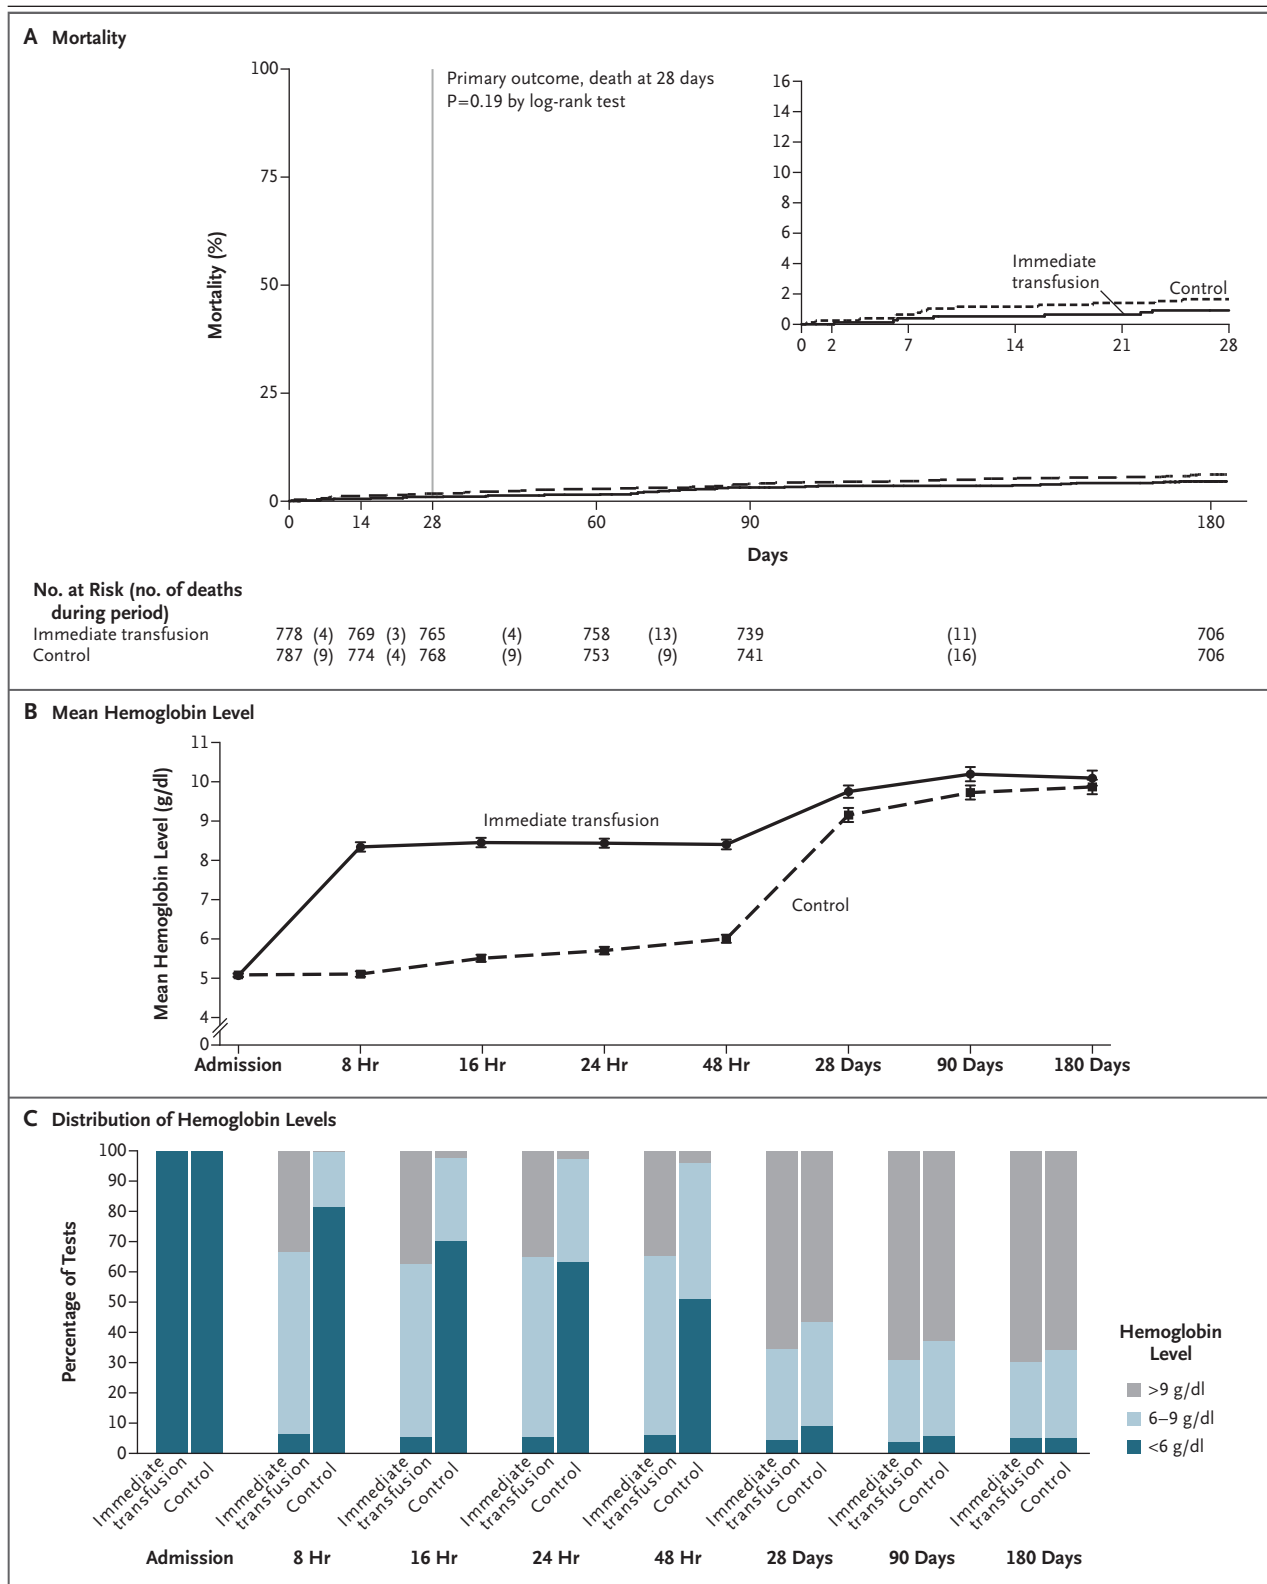 A Mortality
100
75
50
25
0
Mortality (%)
Primary outcome, death at 28 days
P=0.19 by log-rank test
16
14
12
10
8
6
4
2
0
Immediate
transfusion
Control
0 2 7 14 21 28
0 14 28 60 90 180
Days
No. at Risk (no. of deaths
during period)
Immediate transfusion 778 (4) 769 (3) 765 (4) 758 (13) 739 (11) 706
Control 787 (9) 774 (4) 768 (9) 753 (9) 741 (16) 706
B Mean Hemoglobin Level
11
10
9
8
7
6
5
4
0
Mean Hemoglobin Level (g/dl)
Immediate transfusion
Control
Admission 8 Hr 16 Hr 24 Hr 48 Hr 28 Days 90 Days 180 Days
C Distribution of Hemoglobin Levels
100
90
80
70
60
50
40
30
20
10
0
Percentage of Tests
Hemoglobin
Level
>9 g/dl
6–9 g/dl
<6 g/dl
Immediate
transfusion
Control
Immediate
transfusion
Control
Immediate
transfusion
Control
Immediate
transfusion
Control
Immediate
transfusion
Control
Immediate
transfusion
Control
Immediate
transfusion
Control
Immediate
transfusion
Control
Admission 8 Hr 16 Hr 24 Hr 48 Hr 28 Days 90 Days 180 Days